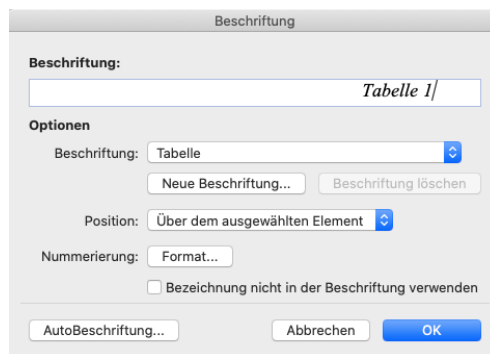 Beschriftung
Beschriftung:
Tabelle 1
Optionen
Beschriftung: Tabelle
Neue Beschriftung... Beschriftung löschen
Position: Über dem ausgewählten Element
Nummerierung: Format...
Bezeichnung nicht in der Beschriftung verwenden
AutoBeschriftung... Abbrechen OK